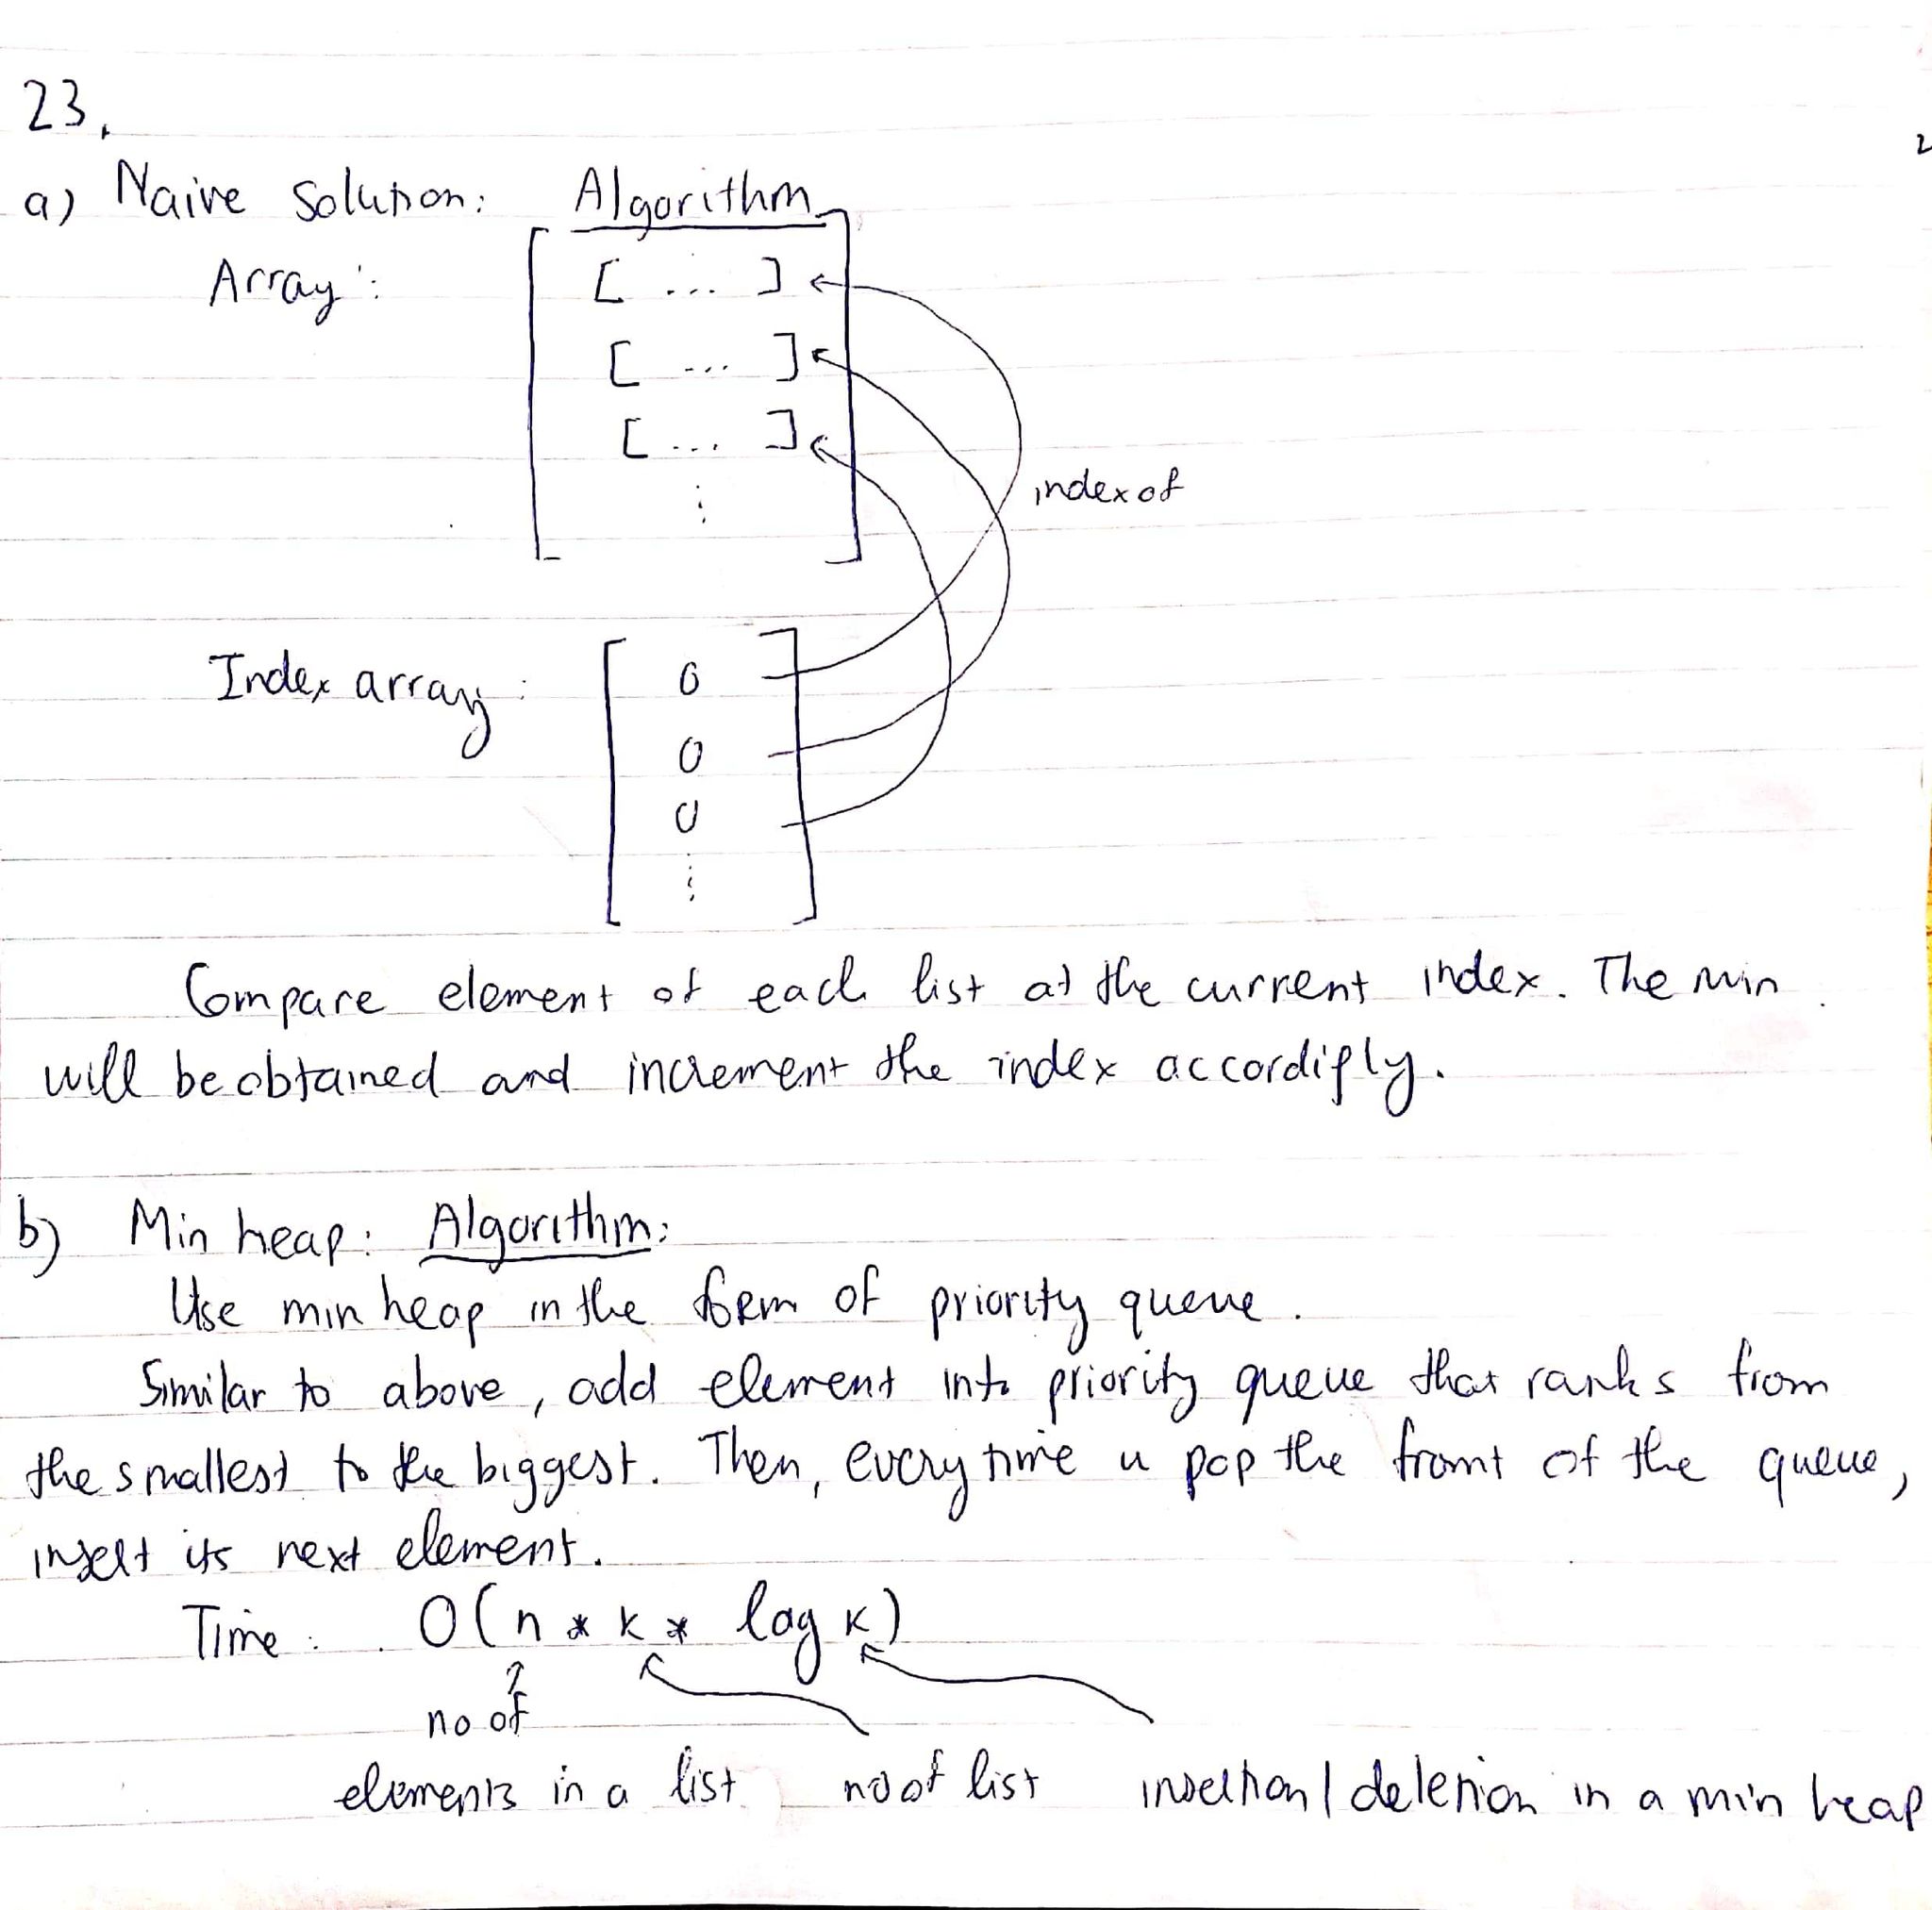 23.
a) Naive solution: Algorithm
Array:
[ ... ]
[ ... ]
[ ... ]
⋮
index of
Index array:
0
0
0
⋮
Compare element of each list at the current index. The min
will be obtained and increment the index accordigly.
b) Min heap: Algorithm:
Use min heap in the form of priority queue.
Similar to above, add element into priority queue that ranks from
the smallest to the biggest. Then, every time u pop the front of the queue,
insert its next element.
Time: O(n * k * log k)
no of
elements in a list no of list insertion / deletion in a min heap